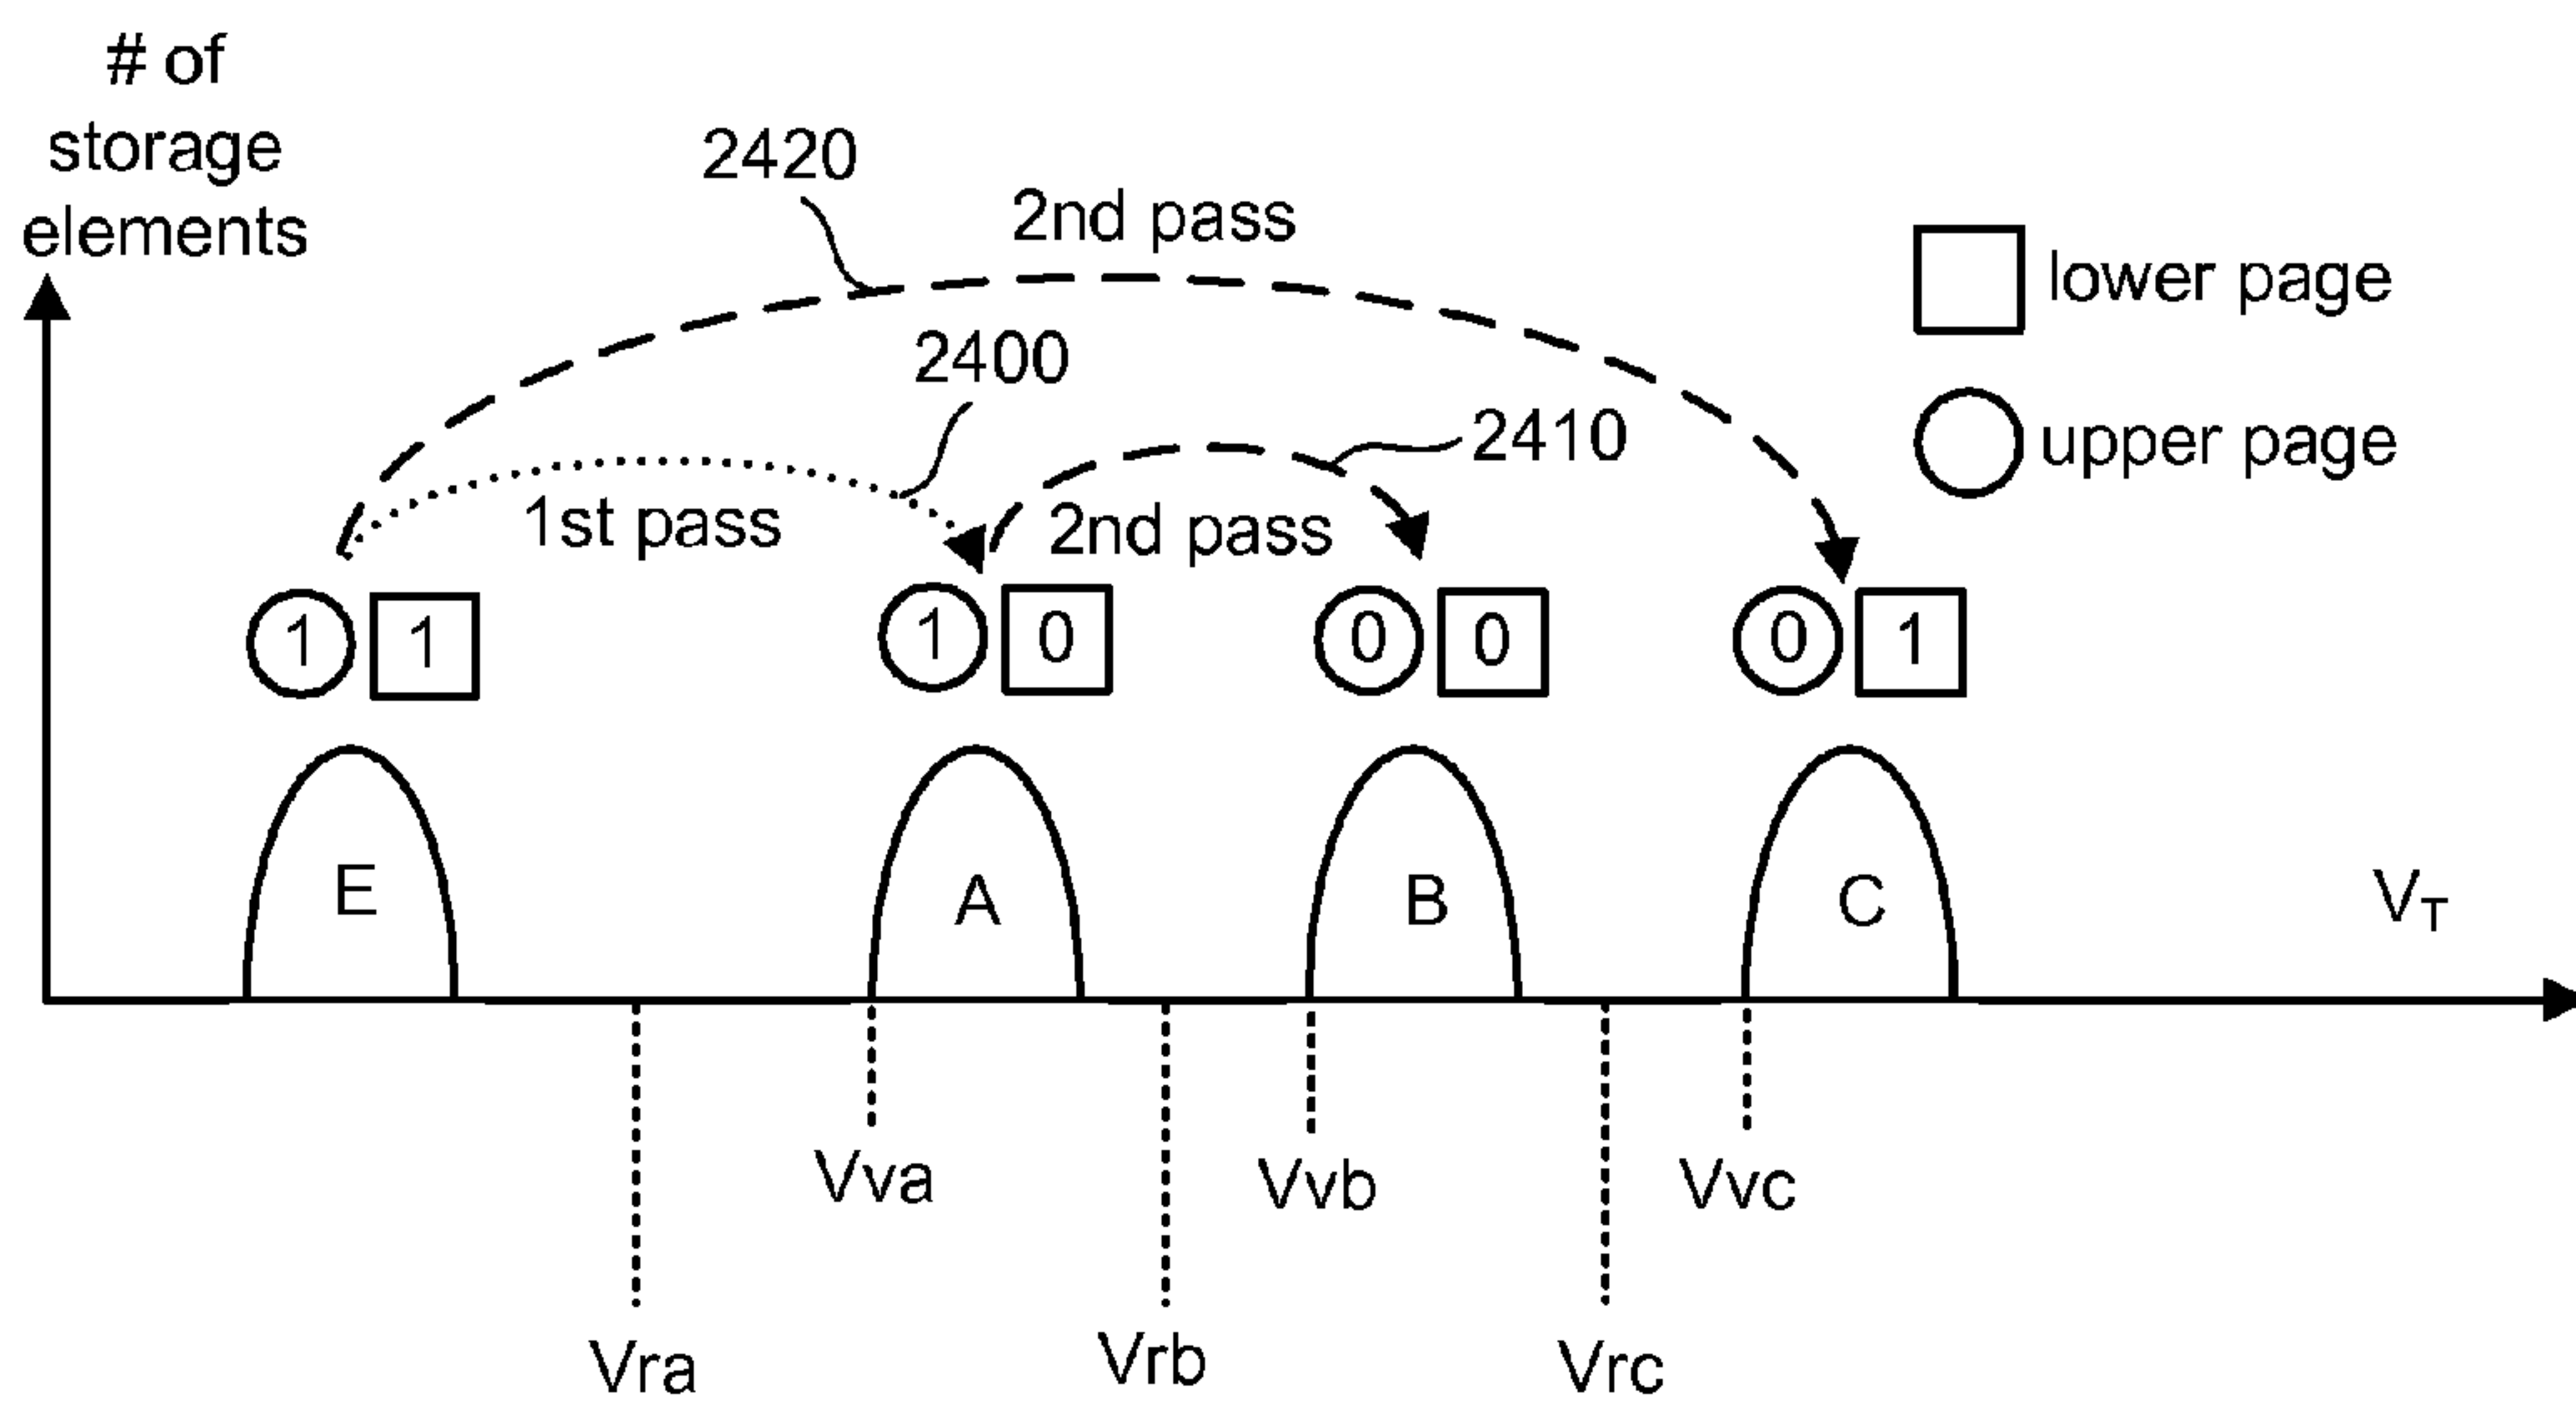 # of
storage
elements
2420
2nd pass
lower page
2400
2410
upper page
1st pass
2nd pass
1 1
1 0
0 0
0 1
E
A
B
C
VT
Vva
Vvb
Vvc
Vra
Vrb
Vrc